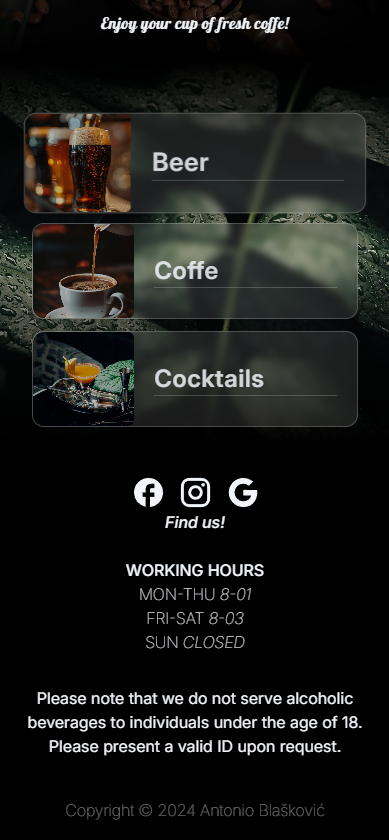 Enjoy your cup of fresh coffe!
Beer
Coffe
Cocktails
Find us!
WORKING HOURS
MON-THU 8-01
FRI-SAT 8-03
SUN CLOSED
Please note that we do not serve alcoholic
beverages to individuals under the age of 18.
Please present a valid ID upon request.
Copyright © 2024 Antonio Blašković